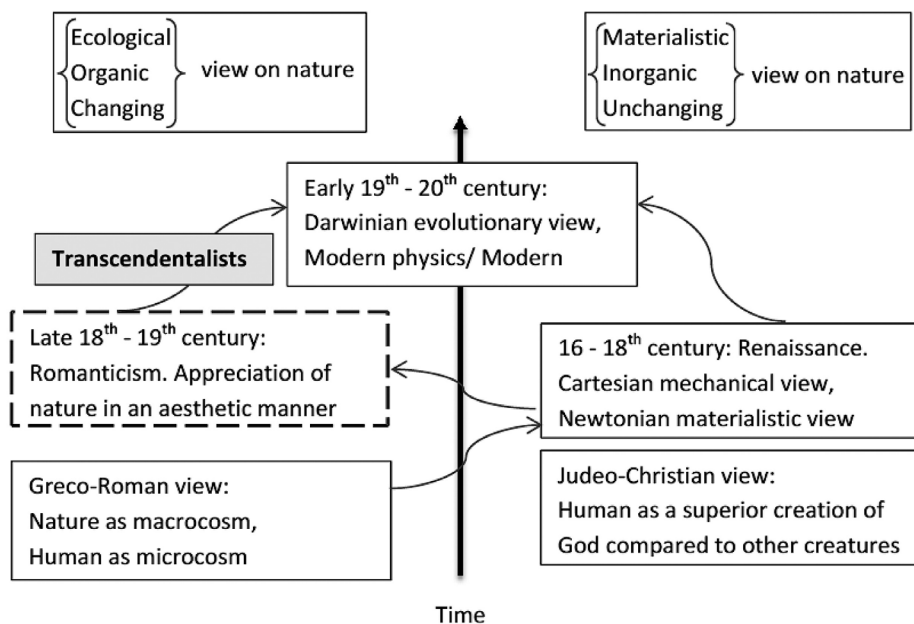 Ecological
Organic view on nature
Changing
Materialistic
Inorganic view on nature
Unchanging
Early 19th - 20th century:
Darwinian evolutionary view,
Modern physics/ Modern
Transcendentalists
Late 18th - 19th century:
Romanticism. Appreciation of
nature in an aesthetic manner
16 - 18th century: Renaissance.
Cartesian mechanical view,
Newtonian materialistic view
Greco-Roman view:
Nature as macrocosm,
Human as microcosm
Judeo-Christian view:
Human as a superior creation of
God compared to other creatures
Time